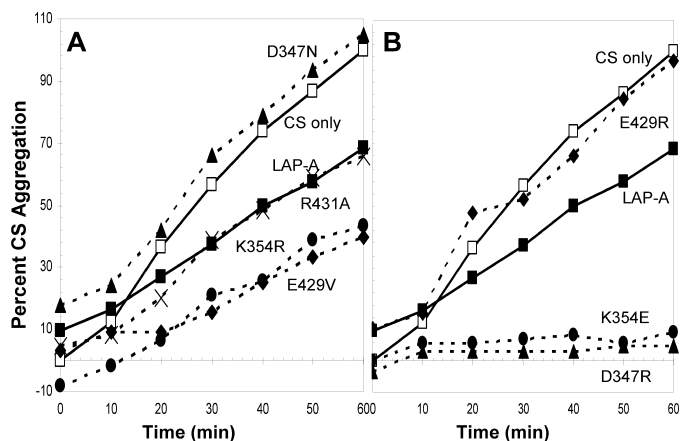 110
90
70
50
30
10
-10
Percent CS Aggregation
A
D347N
CS only
LAP-A
R431A
K354R
E429V
0 10 20 30 40 50 60
Time (min)
B
CS only
E429R
LAP-A
K354E
D347R
0 10 20 30 40 50 60
Time (min)